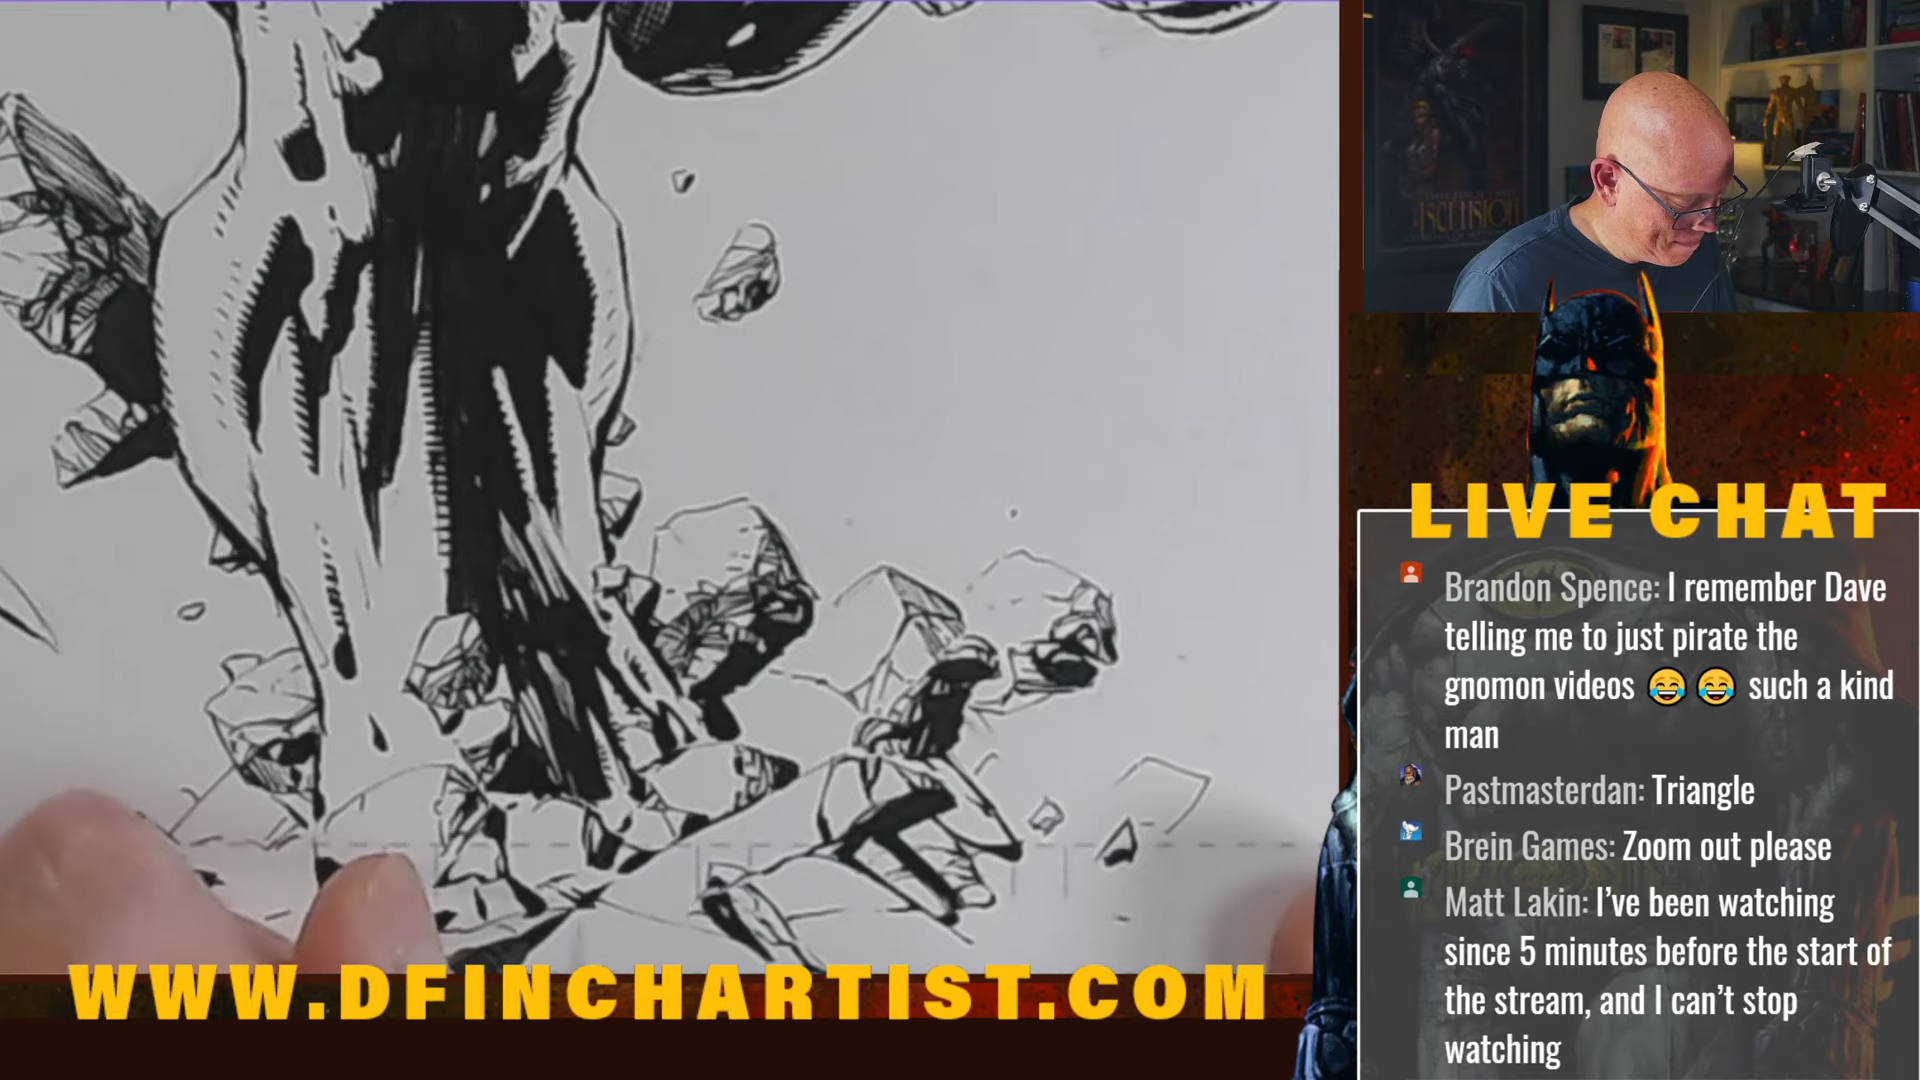 LIVE CHAT
Brandon Spence: I remember Dave
telling me to just pirate the
gnomon videos 😂 😂 such a kind
man
Pastmasterdan: Triangle
Brein Games: Zoom out please
Matt Lakin: I’ve been watching
since 5 minutes before the start of
the stream, and I can’t stop
watching
WWW.DFINCHARTIST.COM